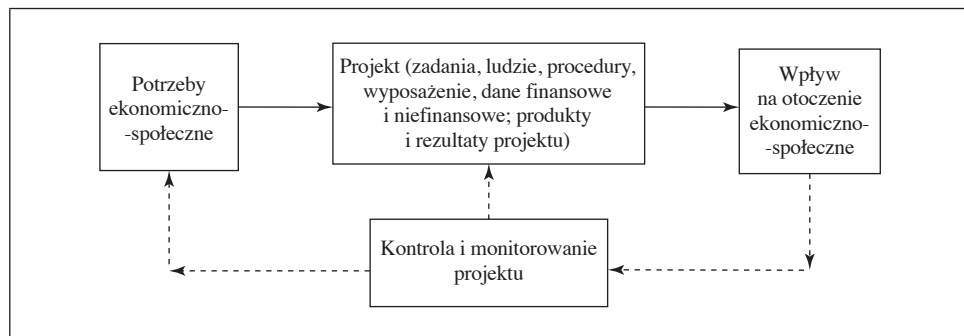 Potrzeby
ekonomiczno-
-społeczne
Projekt (zadania, ludzie, procedury,
wyposażenie, dane finansowe
i niefinansowe; produkty
i rezultaty projektu)
Wpływ
na otoczenie
ekonomiczno-
-społeczne
Kontrola i monitorowanie
projektu